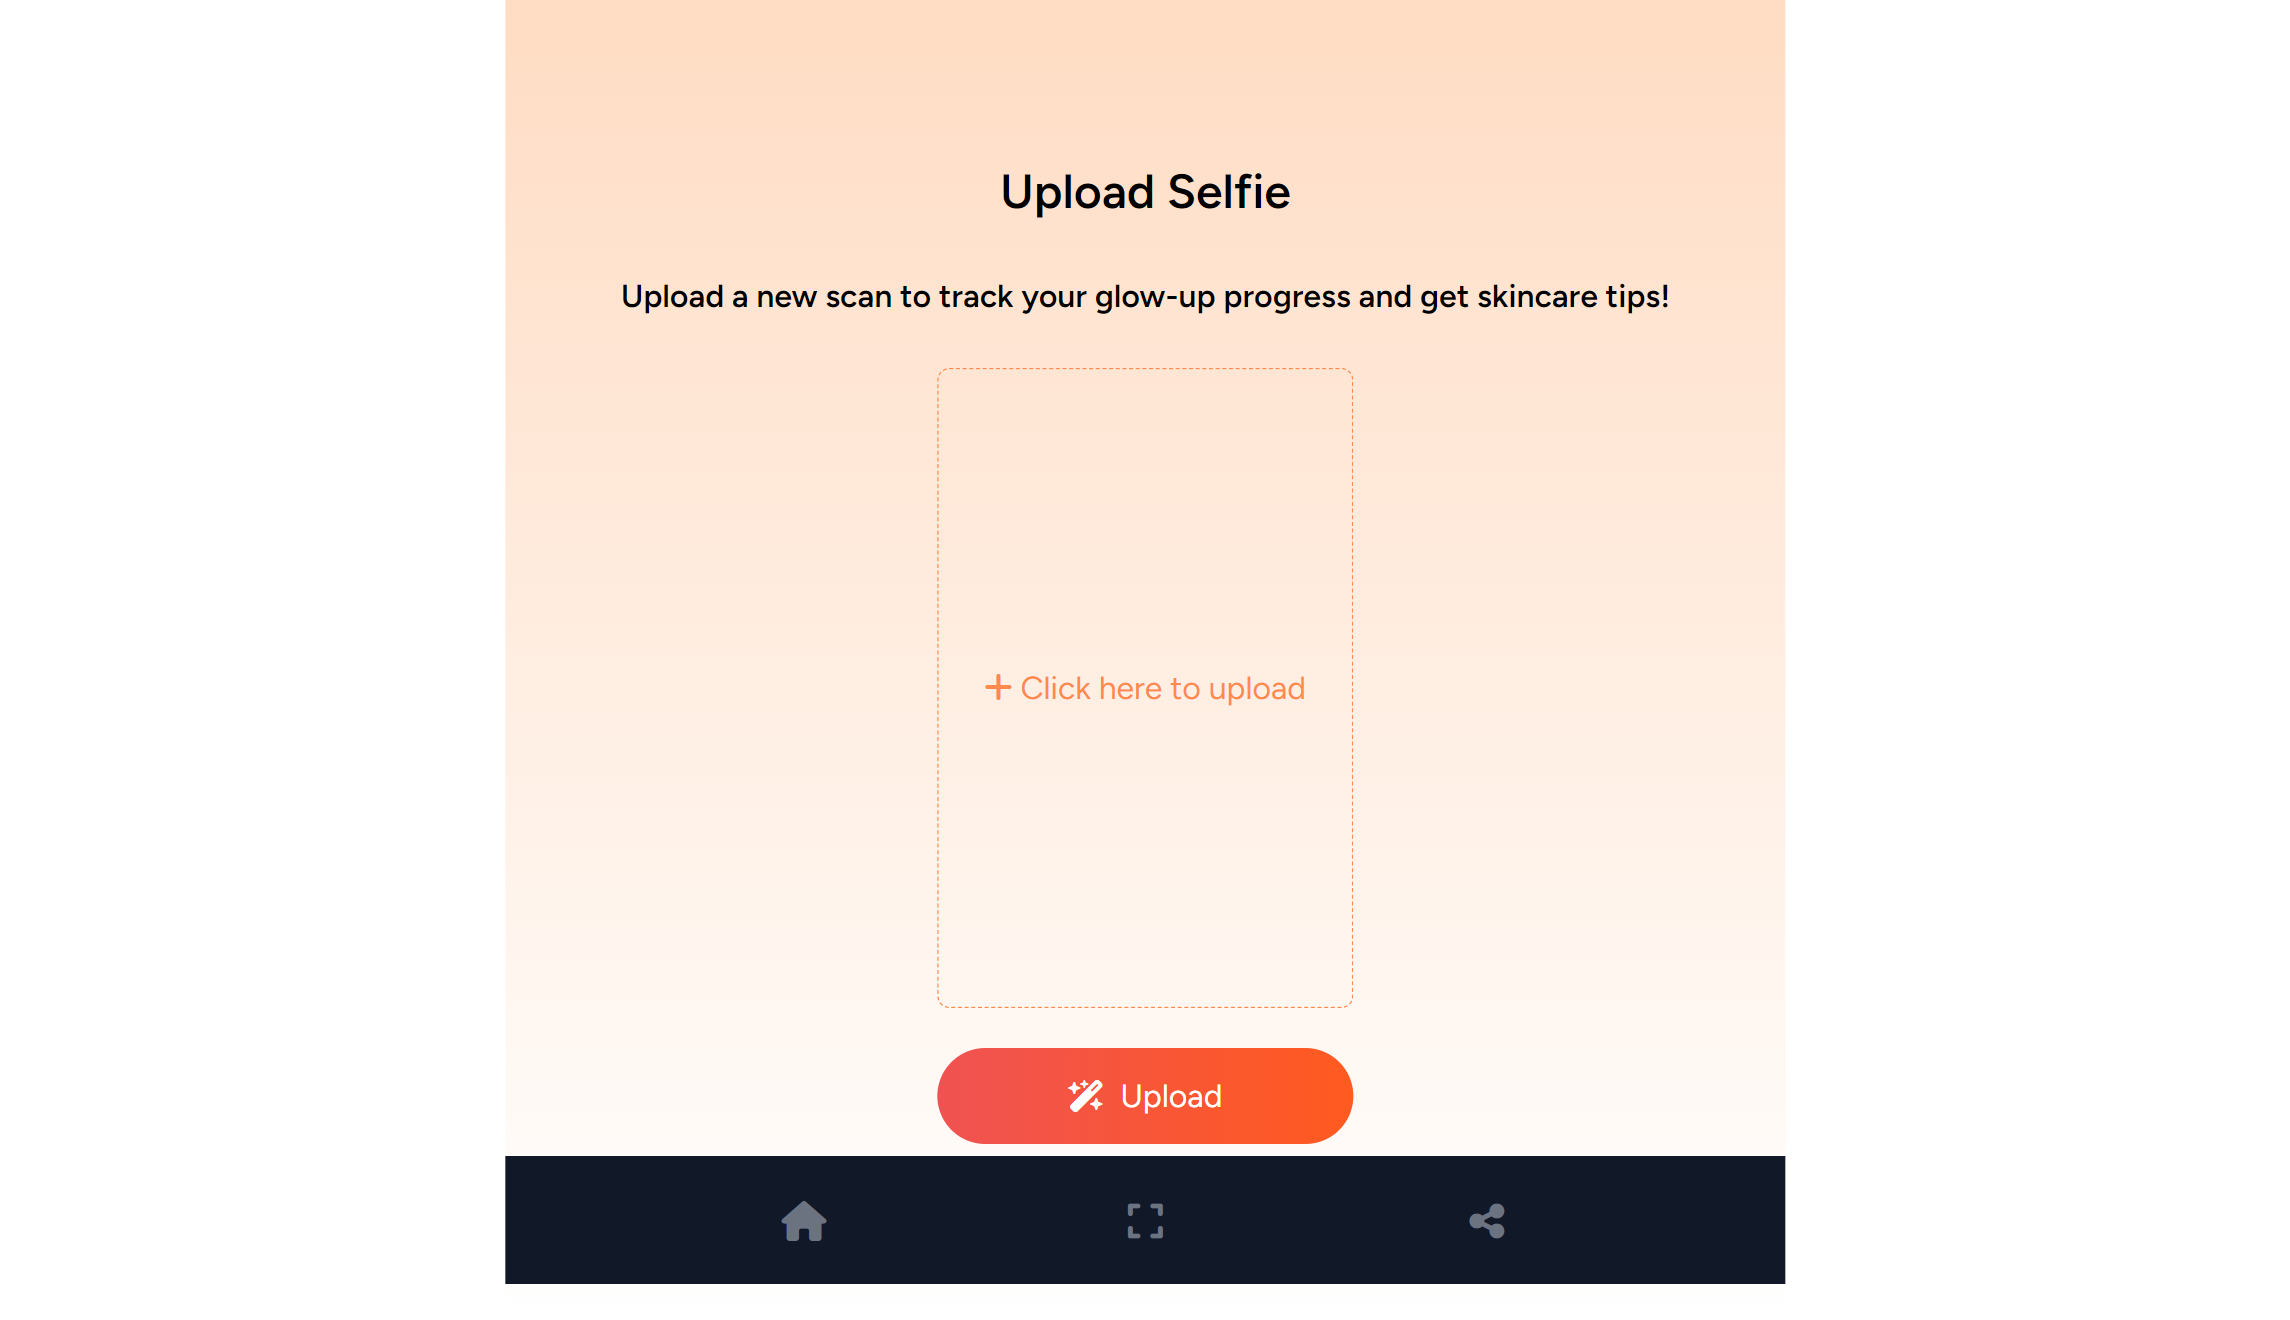 Upload Selfie
Upload a new scan to track your glow-up progress and get skincare tips!
Click here to upload
Upload